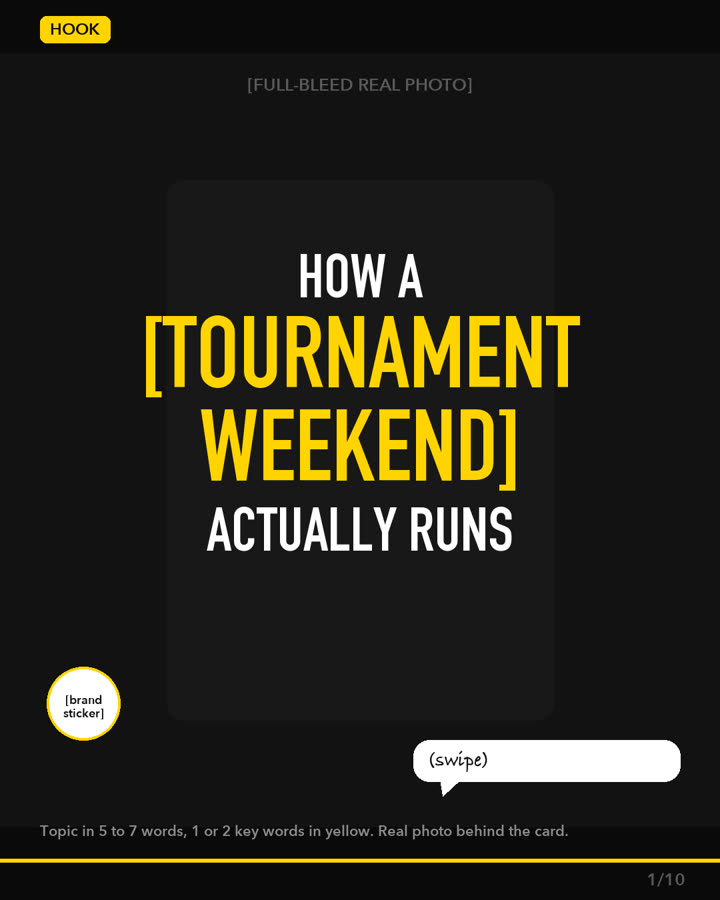 HOOK
[FULL-BLEED REAL PHOTO]
HOW A
[TOURNAMENT
WEEKEND]
ACTUALLY RUNS
[brand
sticker]
(swipe)
Topic in 5 to 7 words, 1 or 2 key words in yellow. Real photo behind the card.
1/10